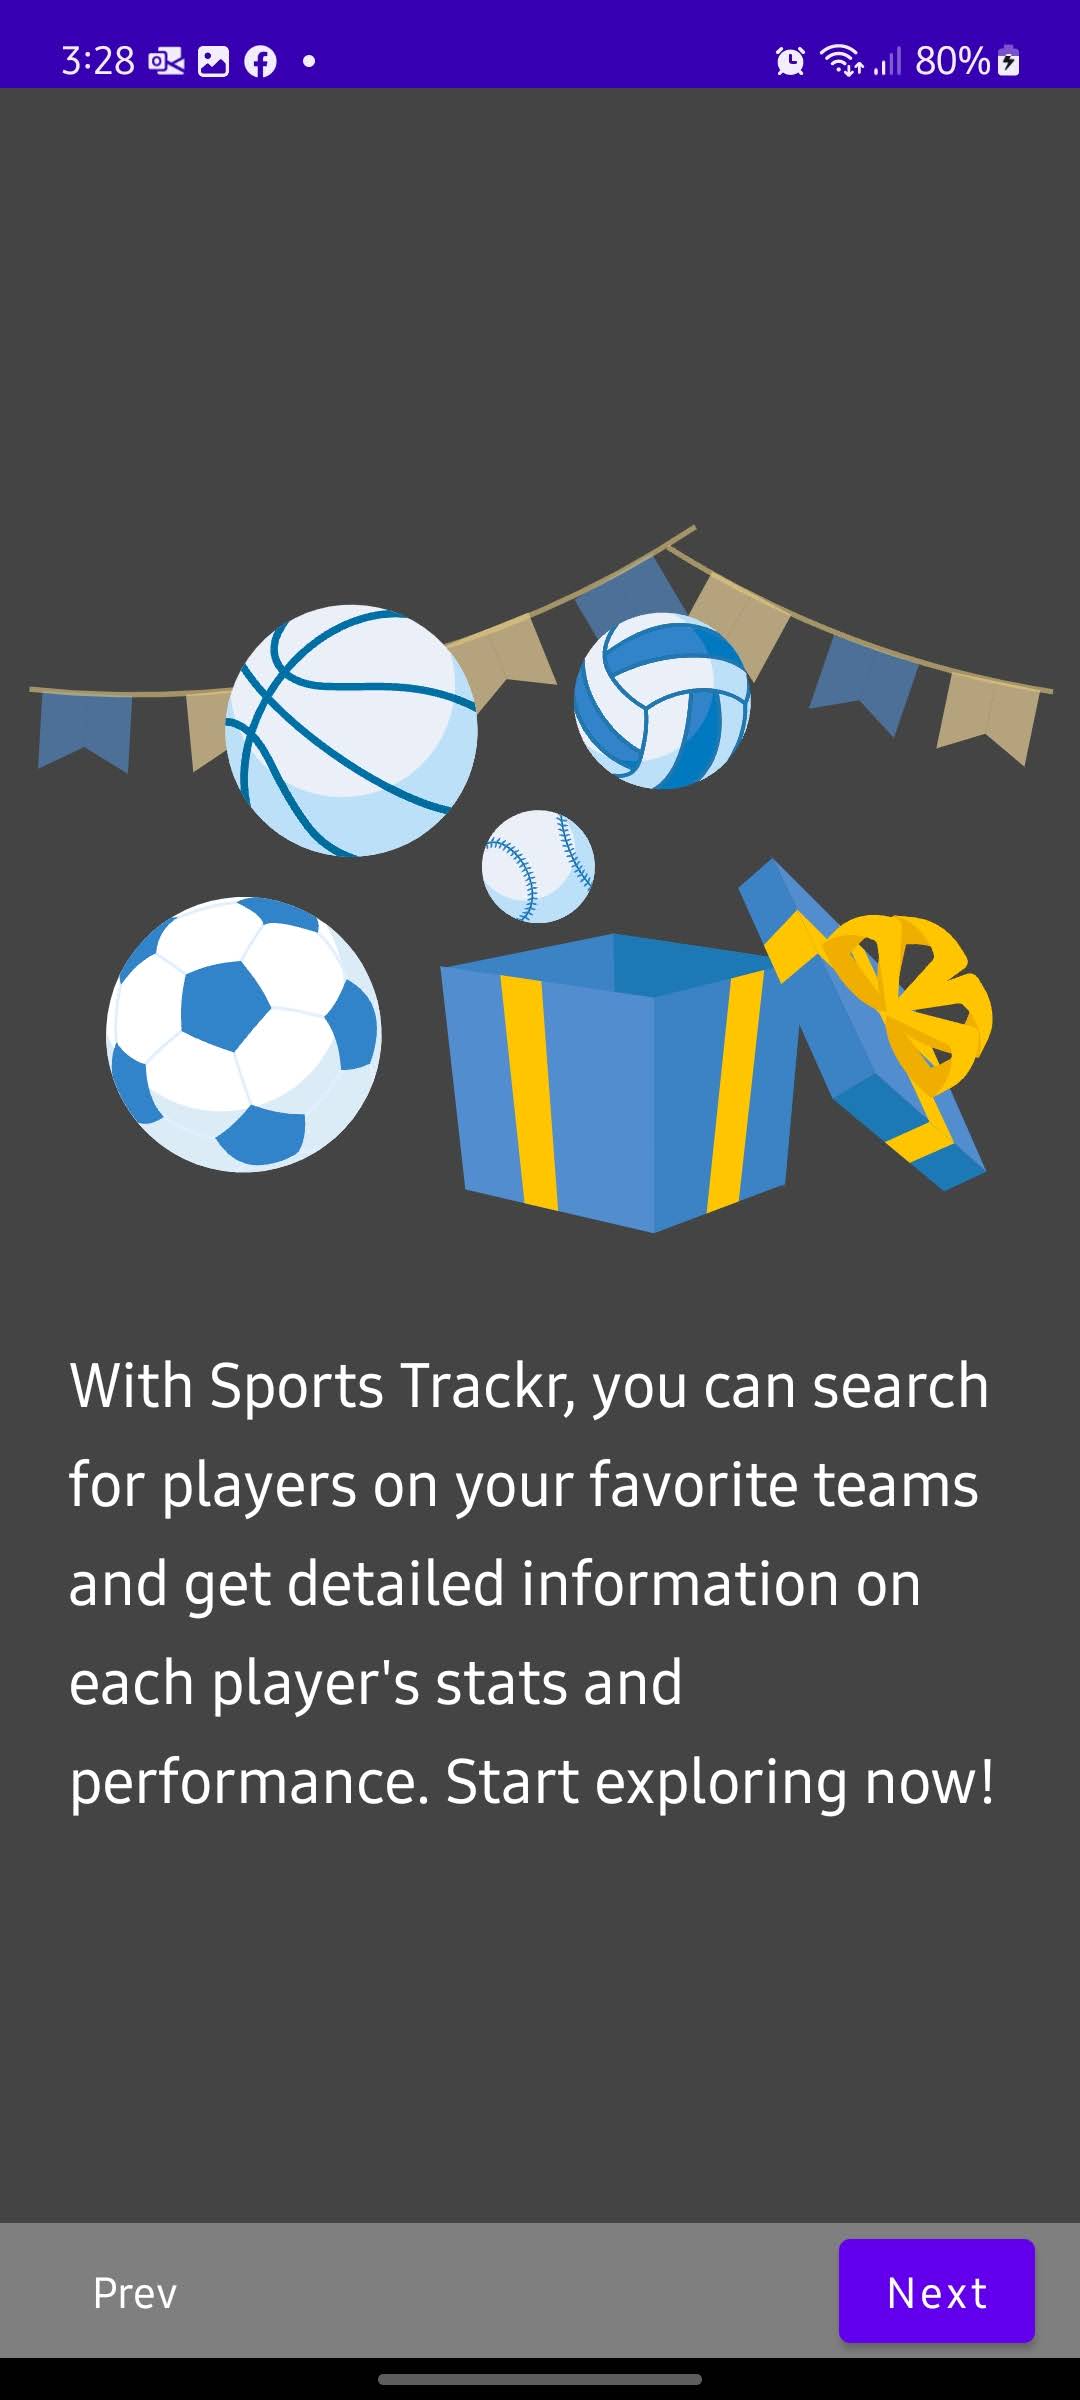 3:28 80%
With Sports Trackr, you can search
for players on your favorite teams
and get detailed information on
each player's stats and
performance. Start exploring now!
Prev Next